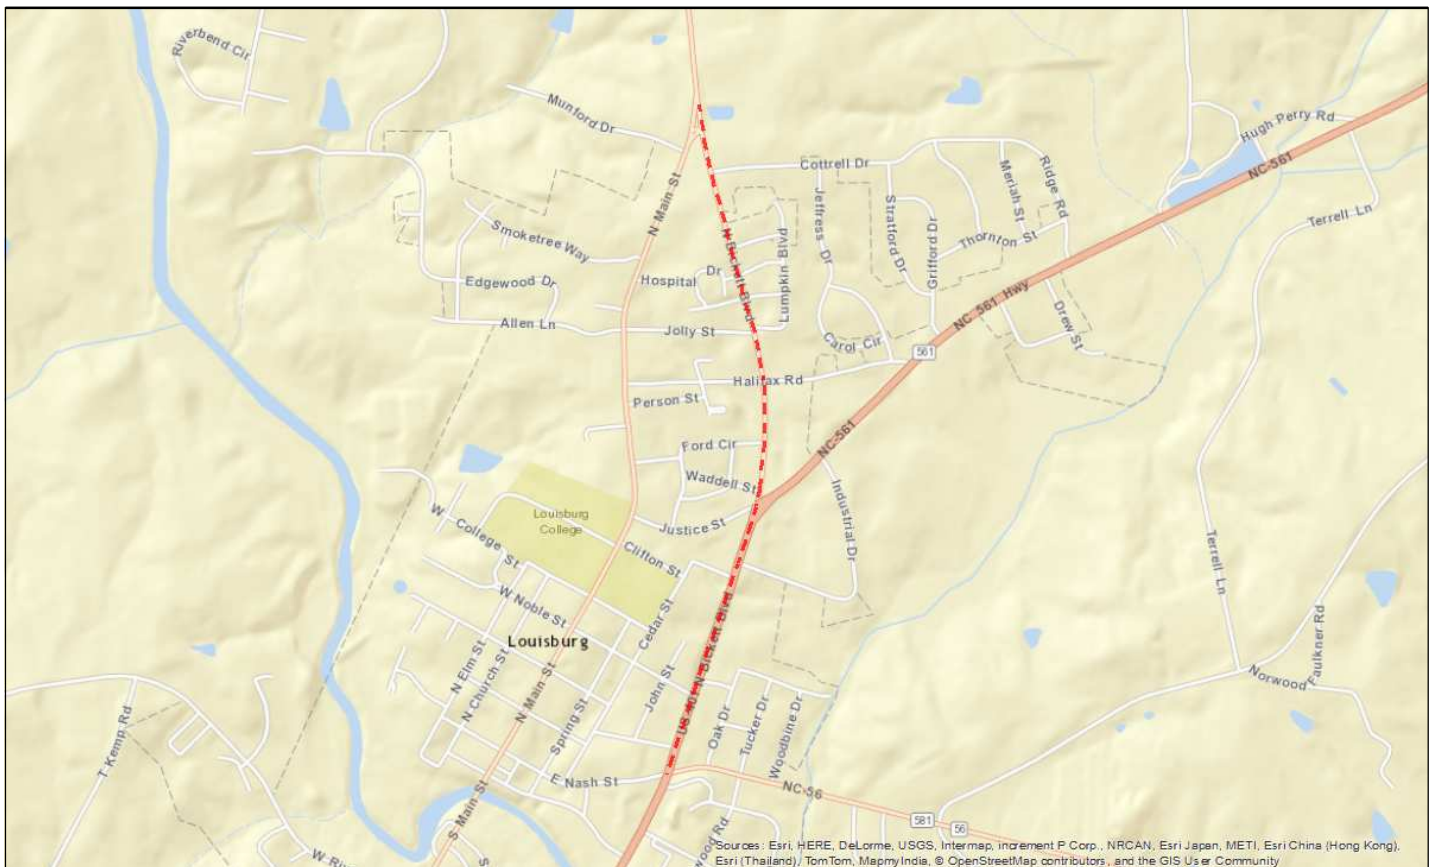 Riverbend Cir
Munford Dr
Hugh Perry Rd
NC-561
Cottrell Dr
Ridge Rd
Meriah St
N Main St
Jeffress Dr
Stratford Dr
Grifford Dr
Thornton St
Terrell Ln
Smoketree Way
N Bickett Blvd
Lumpkin Blvd
Edgewood Dr
Hospital Dr
NC 561 Hwy
Drew St
Allen Ln
Jolly St
Carol Cir
561
Halifax Rd
Person St
NC-561
Ford Cir
Waddell St
Industrial Dr
Louisburg
College
Justice St
W College St
Clifton St
Terrell Ln
W Noble St
Cedar St
US-401 N Bickett Blvd
Louisburg
Faulkner Rd
N Elm St
N Church St
John St
Norwood
N Main St
Spring St
Oak Dr
Tucker Dr
Woodbine Dr
T Kemp Rd
E Nash St
NC-56
S Main St
581
56
Sources: Esri, HERE, DeLorme, USGS, Intermap, increment P Corp., NRCAN, Esri Japan, METI, Esri China (Hong Kong),
Esri (Thailand), TomTom, MapmyIndia, © OpenStreetMap contributors, and the GIS User Community